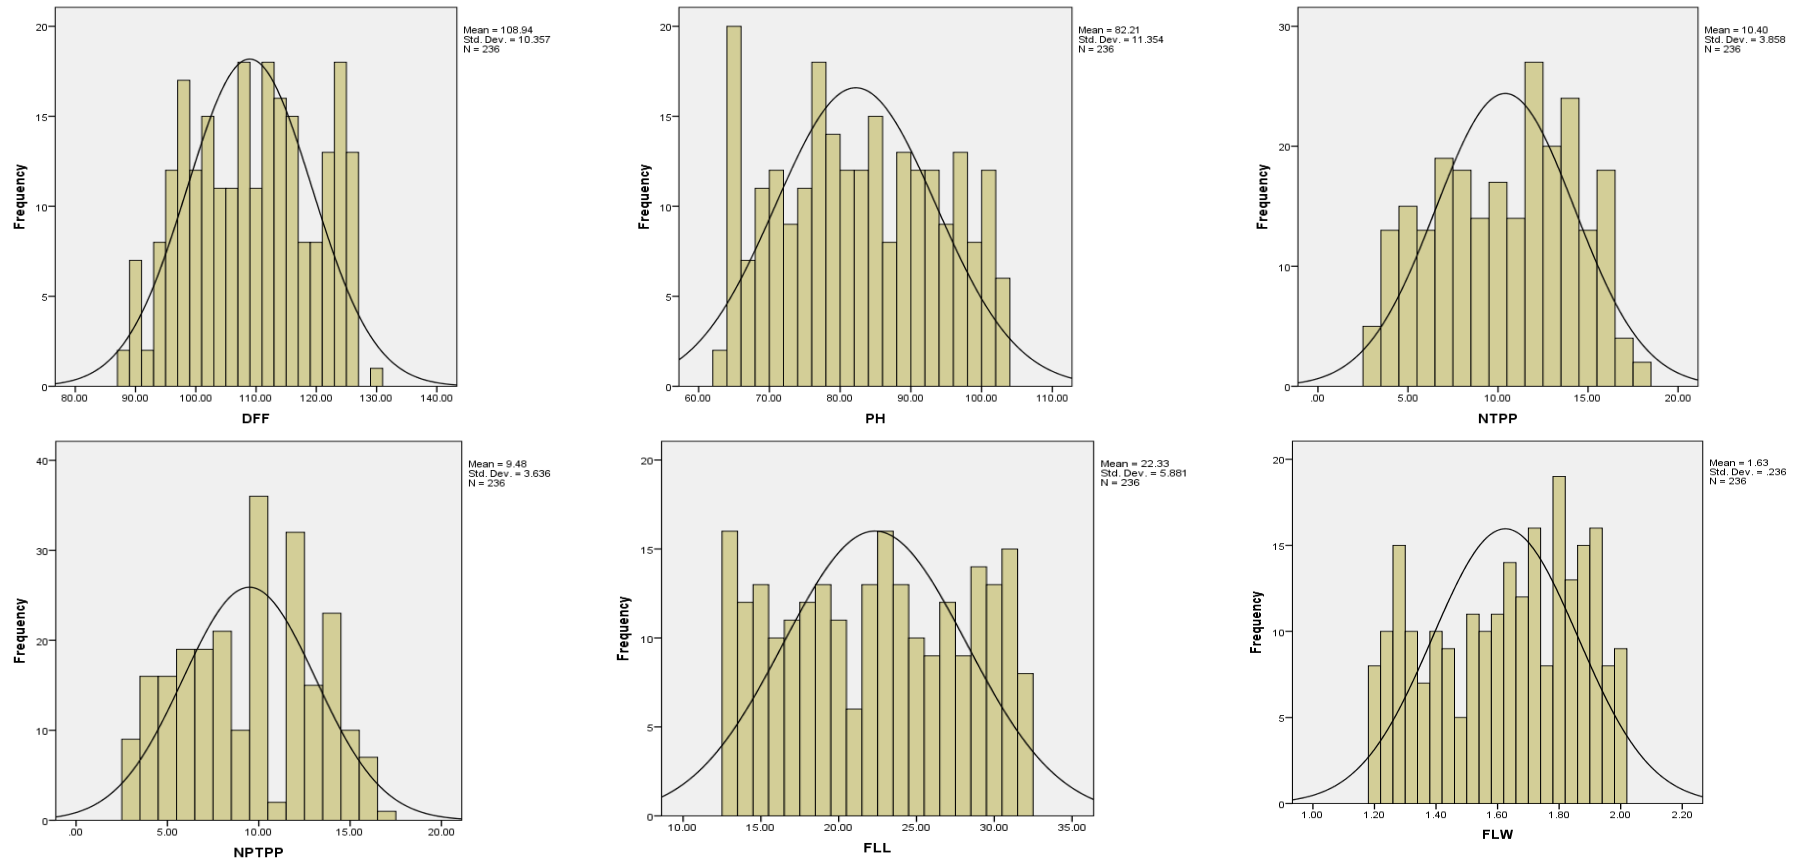 Mean = 108.94
Std. Dev. = 10.357
N = 236
Frequency
20
15
10
5
0
80.00 90.00 100.00 110.00 120.00 130.00 140.00
DFF
Mean = 82.21
Std. Dev. = 11.354
N = 236
Frequency
20
15
10
5
0
60.00 70.00 80.00 90.00 100.00 110.00
PH
Mean = 10.40
Std. Dev. = 3.858
N = 236
Frequency
30
20
10
0
.00 5.00 10.00 15.00 20.00
NTPP
Mean = 9.48
Std. Dev. = 3.636
N = 236
Frequency
40
30
20
10
0
.00 5.00 10.00 15.00 20.00
NPTPP
Mean = 22.33
Std. Dev. = 5.881
N = 236
Frequency
20
15
10
5
0
10.00 15.00 20.00 25.00 30.00 35.00
FLL
Mean = 1.63
Std. Dev. = .236
N = 236
Frequency
20
15
10
5
0
1.00 1.20 1.40 1.60 1.80 2.00 2.20
FLW